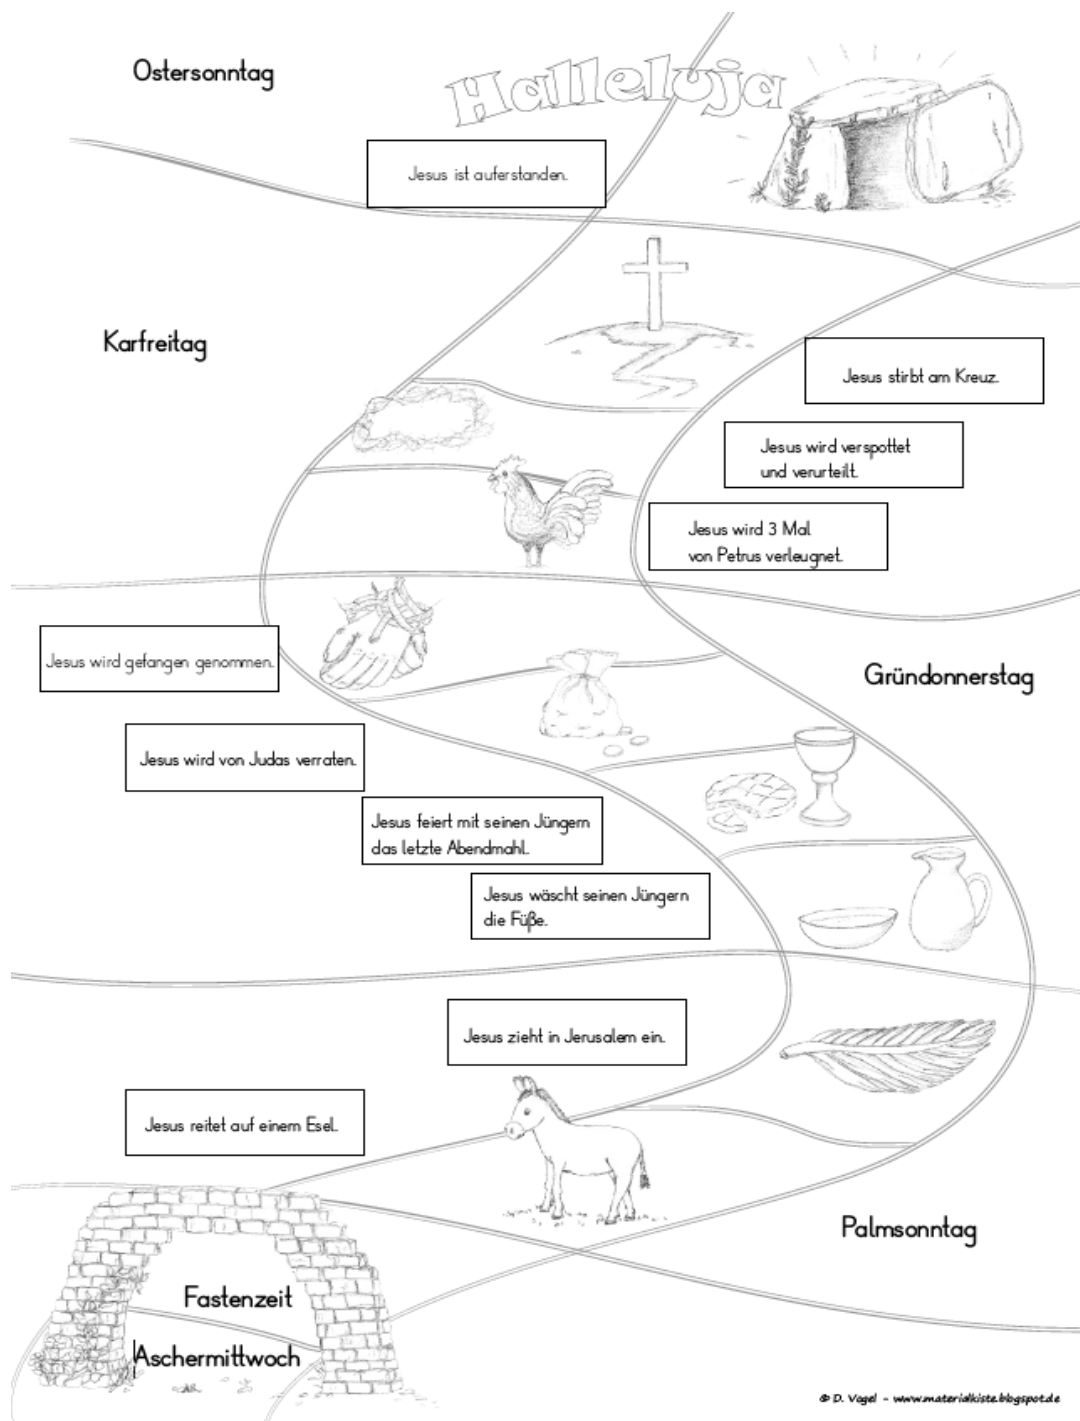 Ostersonntag
Halleluja
Jesus ist auferstanden.
Karfreitag
Jesus stirbt am Kreuz.
Jesus wird verspottet
und verurteilt.
Jesus wird 3 Mal
von Petrus verleugnet.
Jesus wird gefangen genommen.
Gründonnerstag
Jesus wird von Judas verraten.
Jesus feiert mit seinen Jüngern
das letzte Abendmahl.
Jesus wäscht seinen Jüngern
die Füße.
Jesus zieht in Jerusalem ein.
Jesus reitet auf einem Esel.
Palmsonntag
Fastenzeit
Aschermittwoch
© D. Vogel - www.materialkiste.blogspot.de